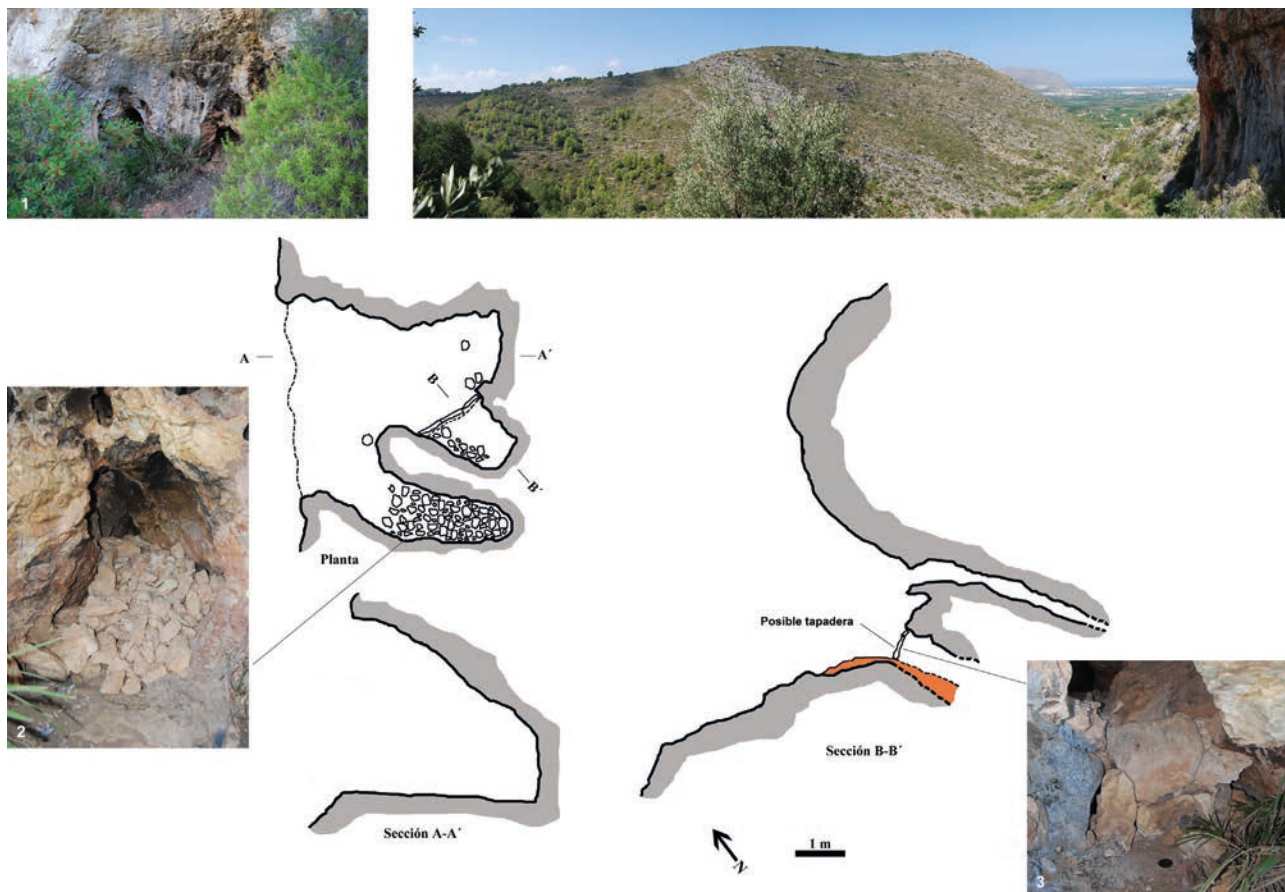 1
A
A´
B
B-
Planta
2
Posible tapadera
Sección B-B´
3
Sección A-A´
N
1 m